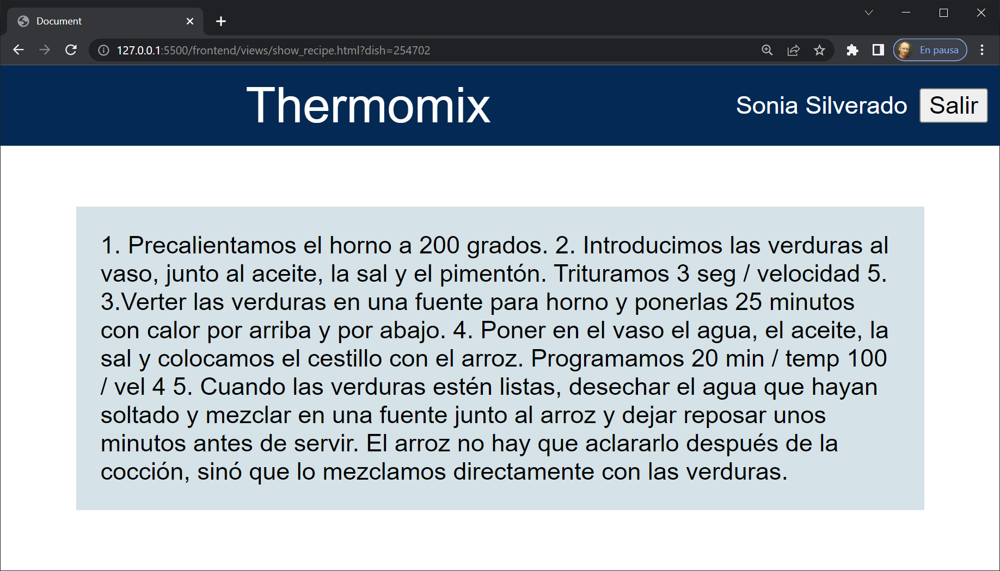 Document
127.0.0.1:5500/frontend/views/show_recipe.html?dish=254702
En pausa
Thermomix
Sonia Silverado
Salir
1. Precalientamos el horno a 200 grados. 2. Introducimos las verduras al
vaso, junto al aceite, la sal y el pimentón. Trituramos 3 seg / velocidad 5.
3.Verter las verduras en una fuente para horno y ponerlas 25 minutos
con calor por arriba y por abajo. 4. Poner en el vaso el agua, el aceite, la
sal y colocamos el cestillo con el arroz. Programamos 20 min / temp 100
/ vel 4 5. Cuando las verduras estén listas, desechar el agua que hayan
soltado y mezclar en una fuente junto al arroz y dejar reposar unos
minutos antes de servir. El arroz no hay que aclararlo después de la
cocción, sinó que lo mezclamos directamente con las verduras.